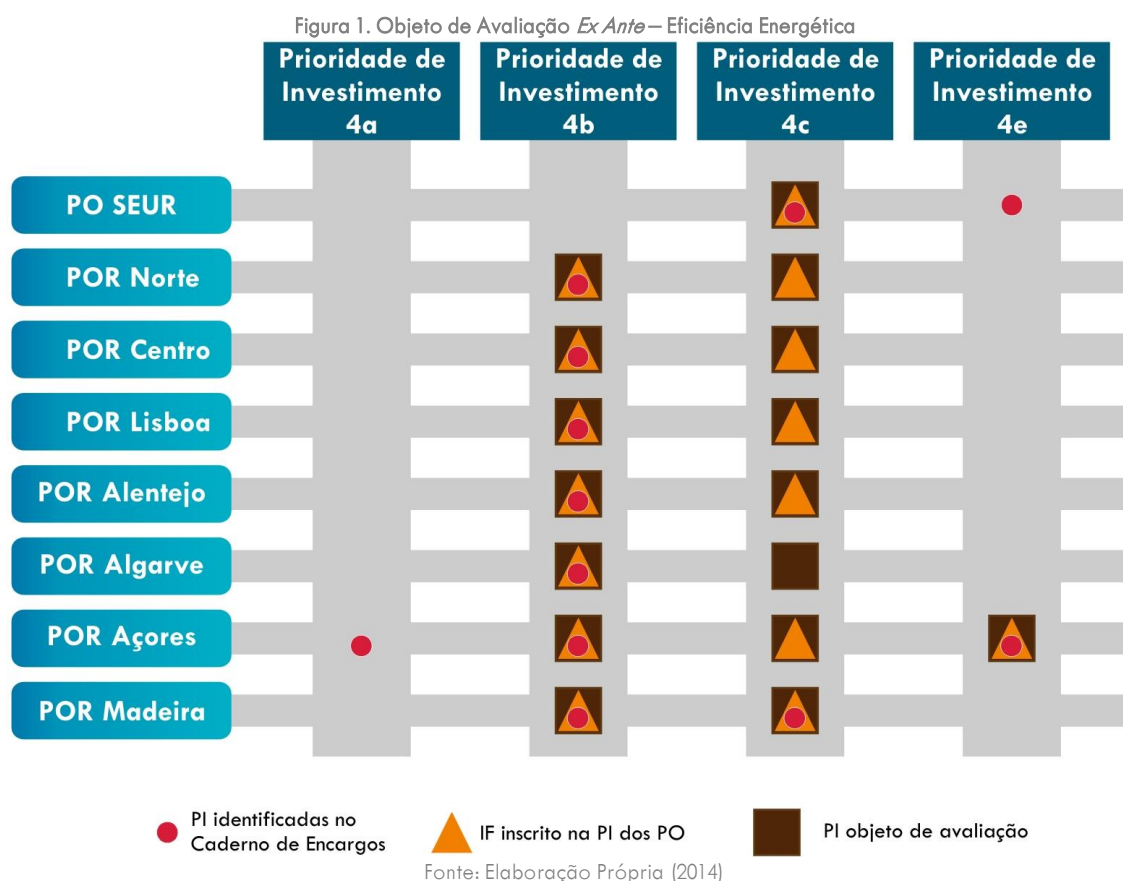 Figura 1. Objeto de Avaliação Ex Ante – Eficiência Energética
Prioridade de
Investimento
4a
Prioridade de
Investimento
4b
Prioridade de
Investimento
4c
Prioridade de
Investimento
4e
PO SEUR
POR Norte
POR Centro
POR Lisboa
POR Alentejo
POR Algarve
POR Açores
POR Madeira
PI identificadas no
Caderno de Encargos
IF inscrito na PI dos PO
PI objeto de avaliação
Fonte: Elaboração Própria (2014)